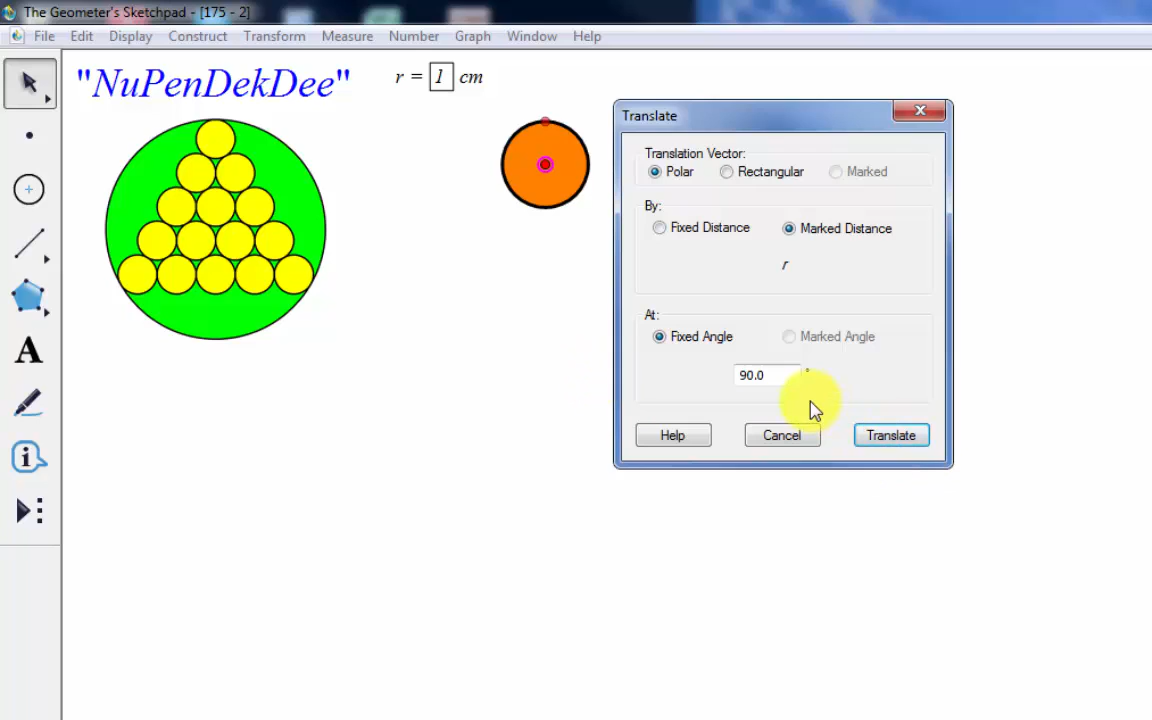 The Geometer's Sketchpad - [175 - 2]
File Edit Display Construct Transform Measure Number Graph Window Help
"NuPenDekDee"
r = 1 cm
Translate
Translation Vector:
Polar Rectangular Marked
By:
Fixed Distance Marked Distance
r
At:
Fixed Angle Marked Angle
90.0 °
Help Cancel Translate
A
i